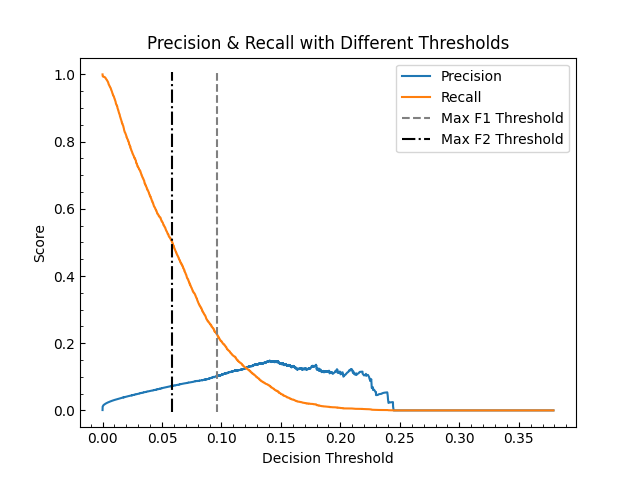 Precision & Recall with Different Thresholds
Score
1.0
0.8
0.6
0.4
0.2
0.0
Precision
Recall
Max F1 Threshold
Max F2 Threshold
0.00 0.05 0.10 0.15 0.20 0.25 0.30 0.35
Decision Threshold